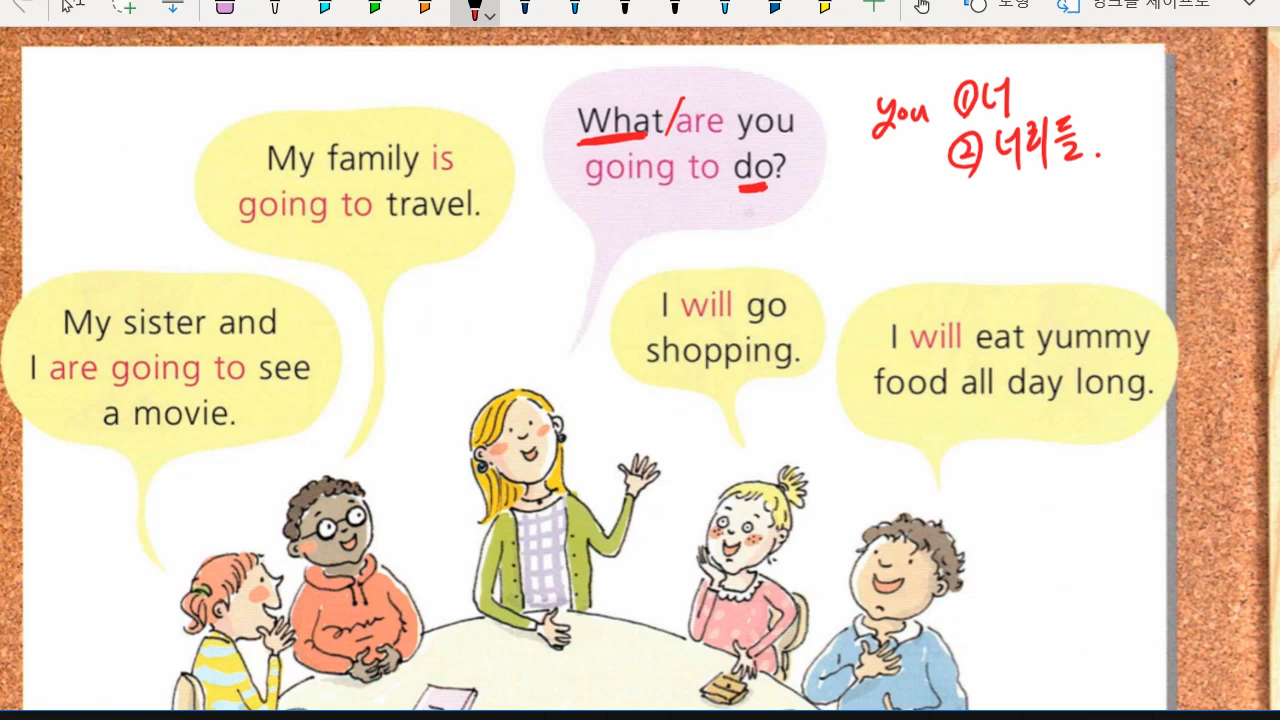 My family is
going to travel.
What are you
going to do?
you ①너
②너희들.
My sister and
I are going to see
a movie.
I will go
shopping.
I will eat yummy
food all day long.